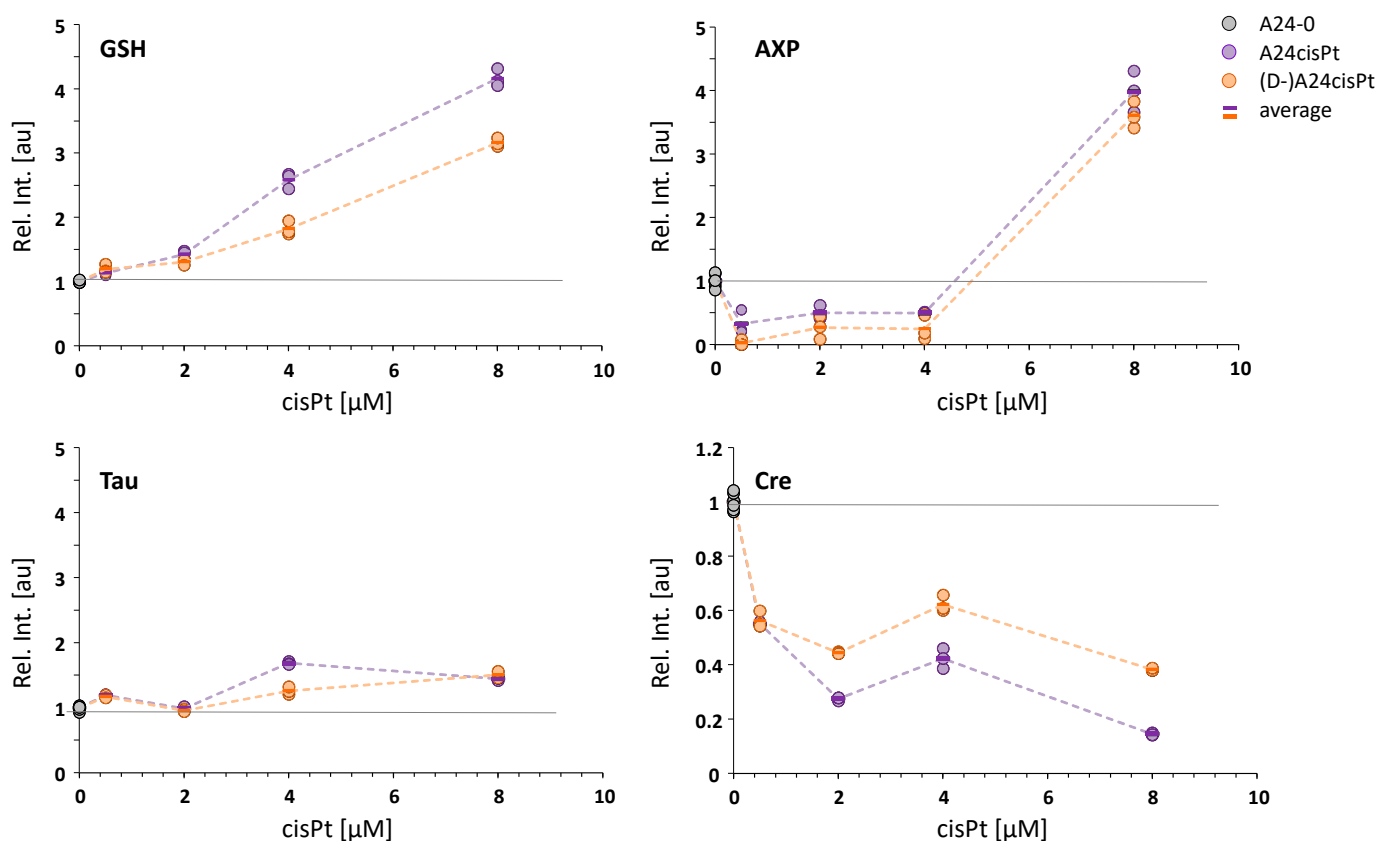 GSH
Rel. Int. [au]
5
4
3
2
1
0
0 2 4 6 8 10
cisPt [µM]
AXP
Rel. Int. [au]
5
4
3
2
1
0
0 2 4 6 8 10
cisPt [µM]
A24-0
A24cisPt
(D-)A24cisPt
average
Tau
Rel. Int. [au]
5
4
3
2
1
0
0 2 4 6 8 10
cisPt [µM]
Cre
Rel. Int. [au]
1.2
1
0.8
0.6
0.4
0.2
0
0 2 4 6 8 10
cisPt [µM]